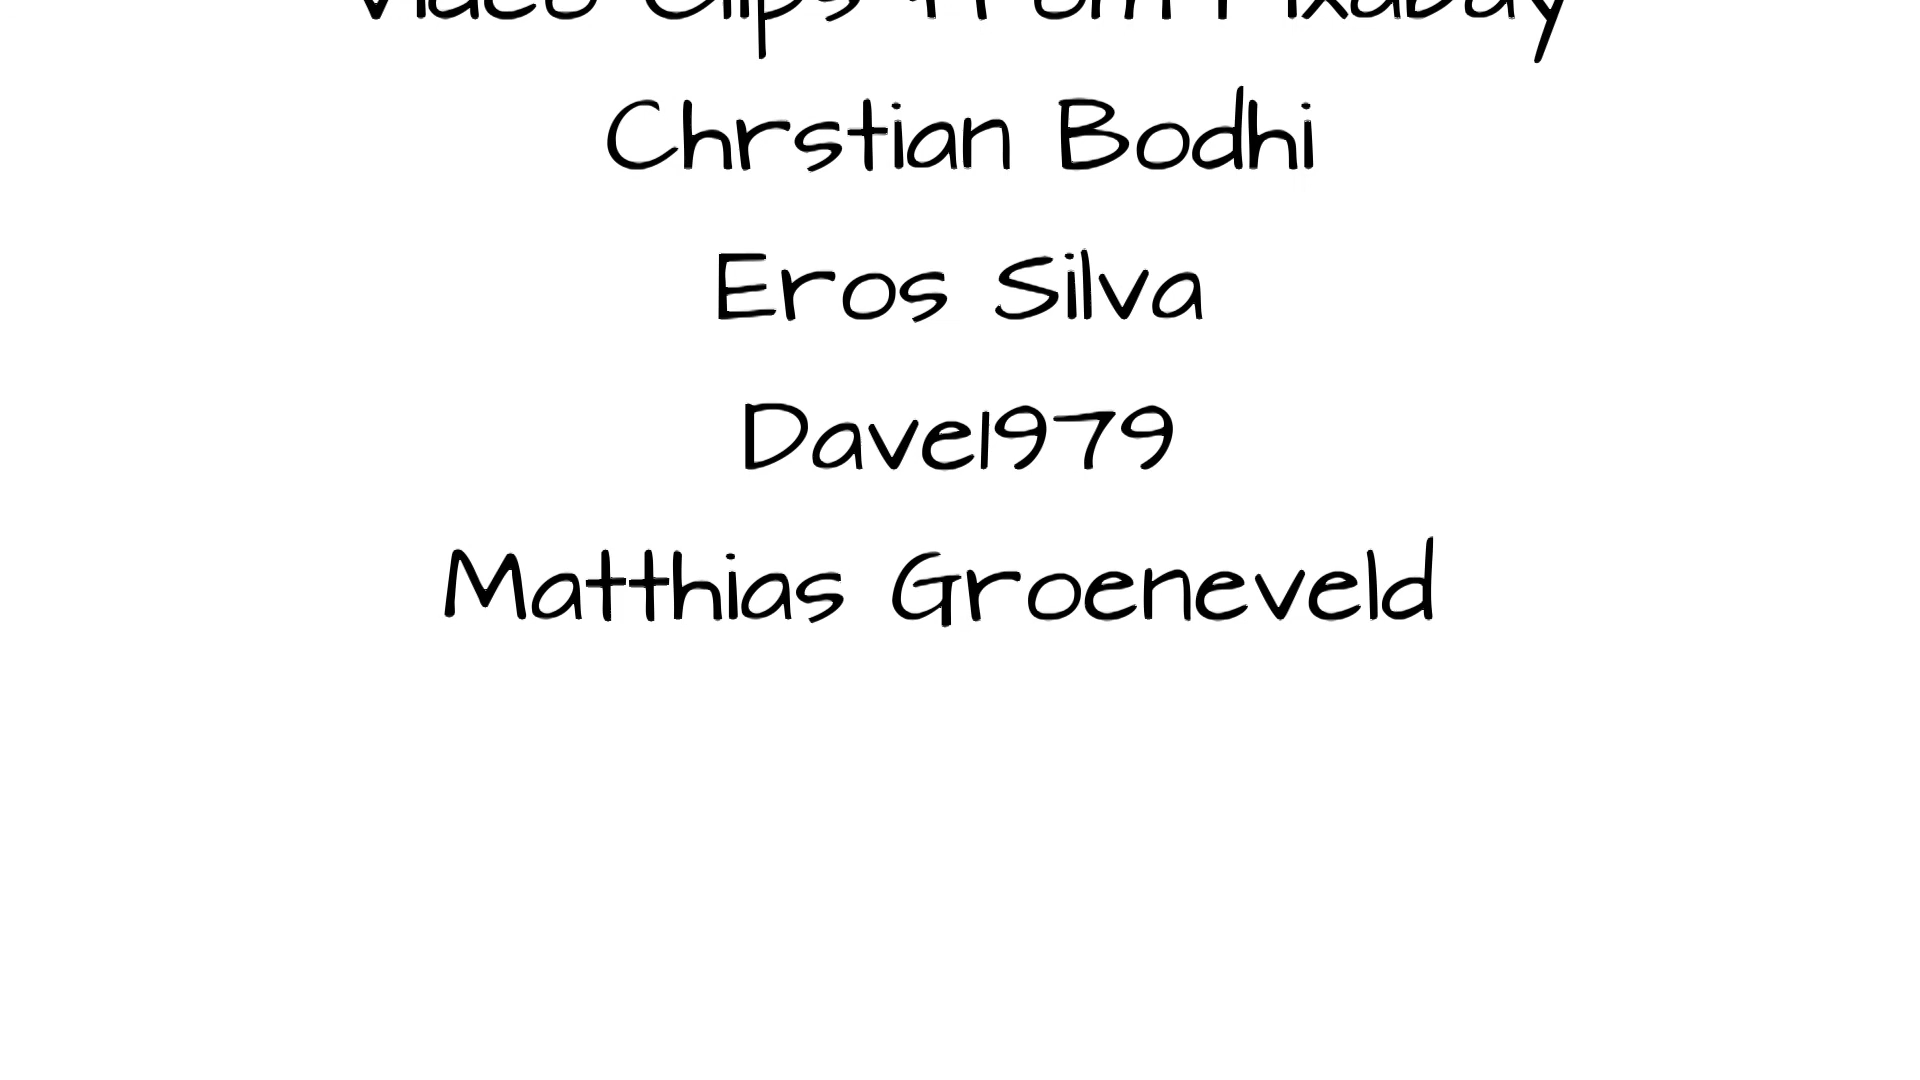 Video Clips From Pixabay
Chrstian Bodhi
Eros Silva
Dave1979
Matthias Groeneveld